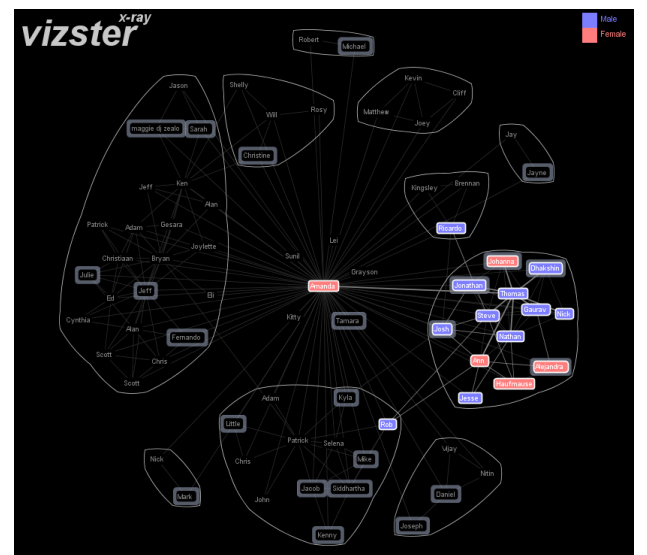 x-ray
vizster
Male
Female
Robert
Michael
Kevin
Cliff
Matthew
Joey
Jason
Shelly
Will
Rosy
maggie dj zealo
Sarah
Christine
Jay
Jayne
Jeff
Ken
Alan
Kingsley
Brennan
Ricardo
Patrick
Adam
Gesara
Joylette
Lei
Sunil
Christiaan
Bryan
Grayson
Julie
Jeff
Amanda
Johanna
Dhakshin
Jonathan
Thomas
Ed
Eli
Gaurav
Nick
Steve
Cynthia
Alan
Kitty
Tamara
Josh
Nathan
Fernando
Scott
Chris
Ann
Alejandra
Scott
Haufmause
Jesse
Adam
Kyla
Little
Rob
Patrick
Selena
Vijay
Nick
Chris
Mike
Nitin
Mark
John
Jacob
Siddhartha
Daniel
Kenny
Joseph